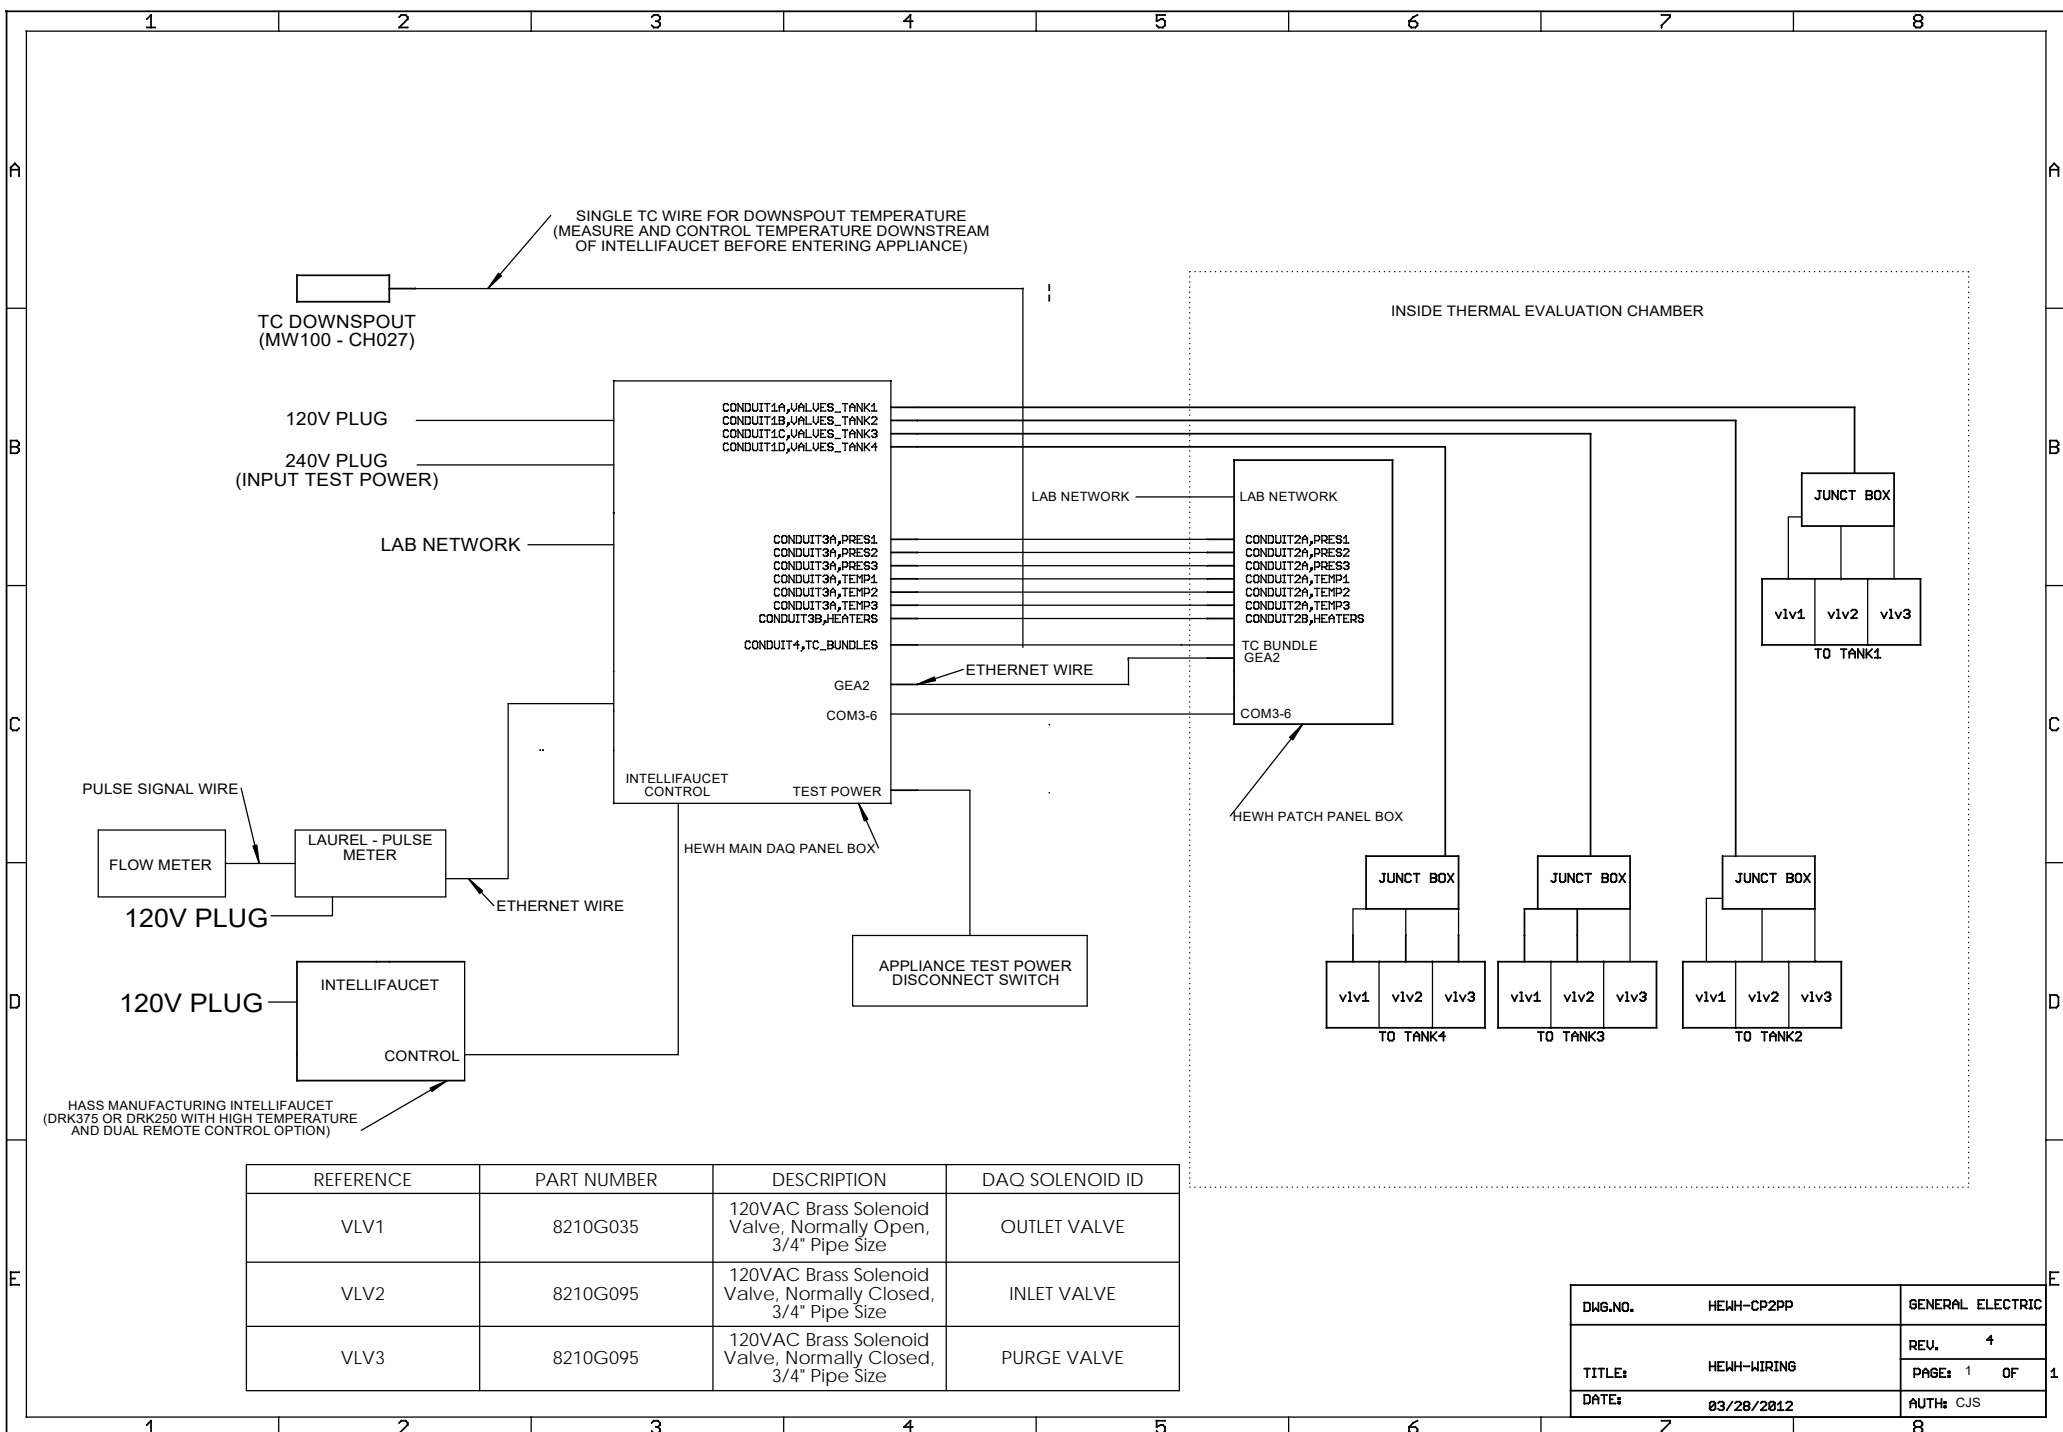 1 2 3 4 5 6 7 8
A A
SINGLE TC WIRE FOR DOWNSPOUT TEMPERATURE
(MEASURE AND CONTROL TEMPERATURE DOWNSTREAM
OF INTELLIFAUCET BEFORE ENTERING APPLIANCE)
TC DOWNSPOUT
(MW100 - CH027)
INSIDE THERMAL EVALUATION CHAMBER
B B
120V PLUG
240V PLUG
(INPUT TEST POWER)
LAB NETWORK
CONDUIT1A,VALVES_TANK1
CONDUIT1B,VALVES_TANK2
CONDUIT1C,VALVES_TANK3
CONDUIT1D,VALVES_TANK4
CONDUIT3A,PRES1
CONDUIT3A,PRES2
CONDUIT3A,PRES3
CONDUIT3A,TEMP1
CONDUIT3A,TEMP2
CONDUIT3A,TEMP3
CONDUIT3B,HEATERS
CONDUIT4,TC_BUNDLES
GEA2
COM3-6
INTELLIFAUCET
CONTROL
TEST POWER
HEWH MAIN DAQ PANEL BOX
ETHERNET WIRE
LAB NETWORK
LAB NETWORK
CONDUIT2A,PRES1
CONDUIT2A,PRES2
CONDUIT2A,PRES3
CONDUIT2A,TEMP1
CONDUIT2A,TEMP2
CONDUIT2A,TEMP3
CONDUIT2B,HEATERS
TC BUNDLE
GEA2
COM3-6
HEWH PATCH PANEL BOX
JUNCT BOX
vlv1 vlv2 vlv3
TO TANK1
C C
PULSE SIGNAL WIRE
FLOW METER
LAUREL - PULSE
METER
120V PLUG
ETHERNET WIRE
120V PLUG
INTELLIFAUCET
CONTROL
HASS MANUFACTURING INTELLIFAUCET
(DRK375 OR DRK250 WITH HIGH TEMPERATURE
AND DUAL REMOTE CONTROL OPTION)
APPLIANCE TEST POWER
DISCONNECT SWITCH
JUNCT BOX
vlv1 vlv2 vlv3
TO TANK4
JUNCT BOX
vlv1 vlv2 vlv3
TO TANK3
JUNCT BOX
vlv1 vlv2 vlv3
TO TANK2
D D
REFERENCE PART NUMBER DESCRIPTION DAQ SOLENOID ID
VLV1 8210G035 120VAC Brass Solenoid
Valve, Normally Open,
3/4" Pipe Size
OUTLET VALVE
VLV2 8210G095 120VAC Brass Solenoid
Valve, Normally Closed,
3/4" Pipe Size
INLET VALVE
VLV3 8210G095 120VAC Brass Solenoid
Valve, Normally Closed,
3/4" Pipe Size
PURGE VALVE
E E
DWG.NO. HEWH-CP2PP GENERAL ELECTRIC
REV. 4
TITLE: HEWH-WIRING PAGE: 1 OF 1
DATE: 03/28/2012 AUTH: CJS
1 2 3 4 5 6 7 8